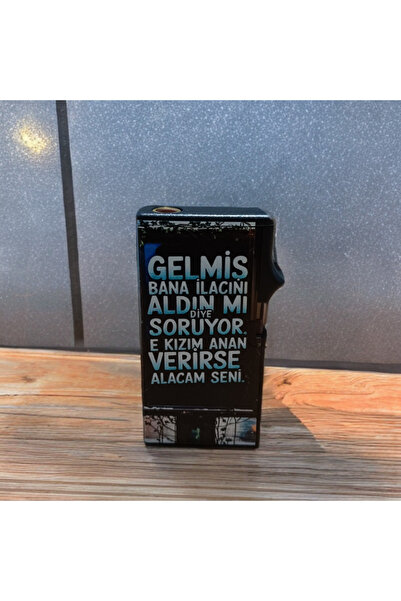 GELMİŞ
BANA İLACINI
ALDIN MI
DİYE
SORUYOR.
E KIZIM ANAN
VERİRSE
ALACAM SENİ.